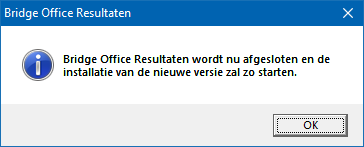 Bridge Office Resultaten
Bridge Office Resultaten wordt nu afgesloten en de
installatie van de nieuwe versie zal zo starten.
OK